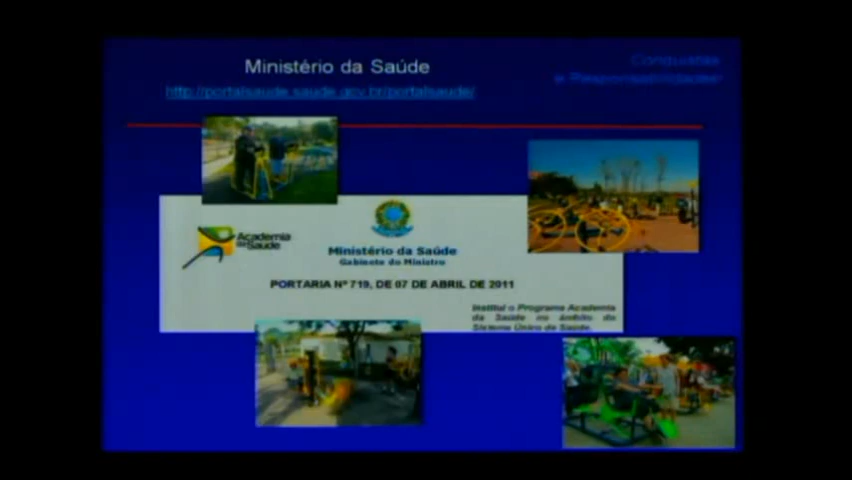 Ministério da Saúde
Conquistas
e Responsabilidades
http://portalsaude.saude.gov.br/portalsaude/
Academia
da Saúde
Ministério da Saúde
Gabinete do Ministro
PORTARIA Nº 719, DE 07 DE ABRIL DE 2011
Institui o Programa Academia
da Saúde no âmbito do
Sistema Único de Saúde.